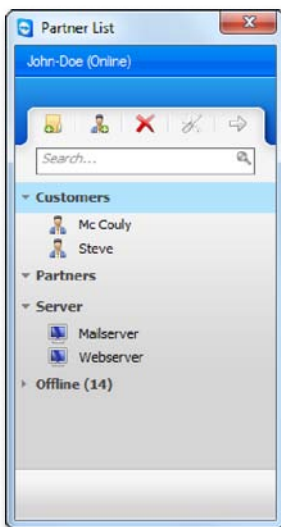 Partner List
John-Doe (Online)
Search...
Customers
Mc Couly
Steve
Partners
Server
Mailserver
Webserver
Offline (14)